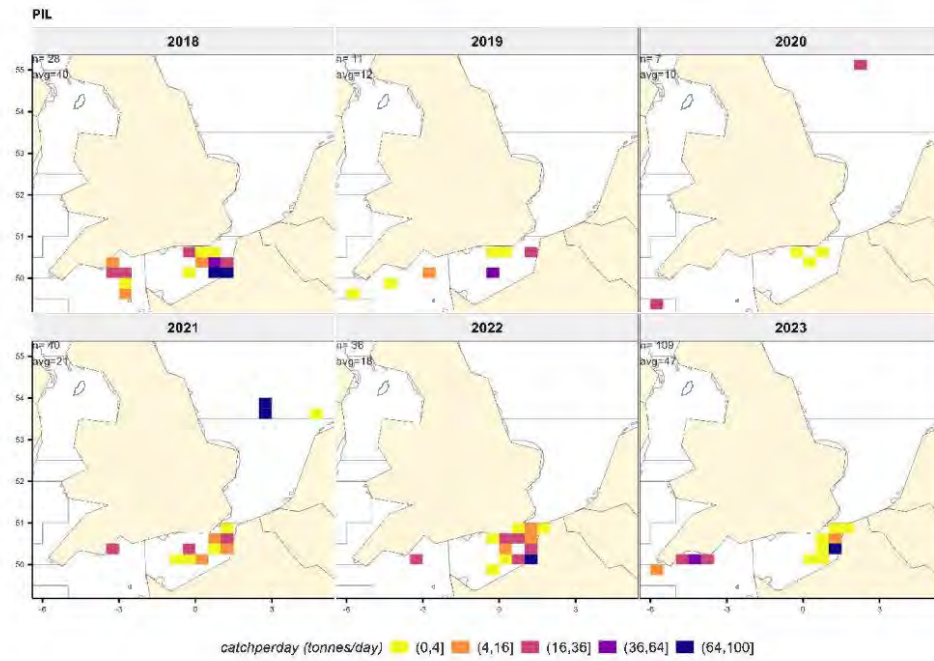 PIL
2018 2019 2020
n= 28 n= 11 n= 7
avg=40 avg=12 avg=10
55
54
53
52
51
50
2021 2022 2023
n= 40 n= 36 n= 109
avg=21 avg=18 avg=47
55
54
53
52
51
50
-6 -3 0 3 -6 -3 0 3 -6 -3 0 3
catchperday (tonnes/day) (0,4] (4,16] (16,36] (36,64] (64,100]